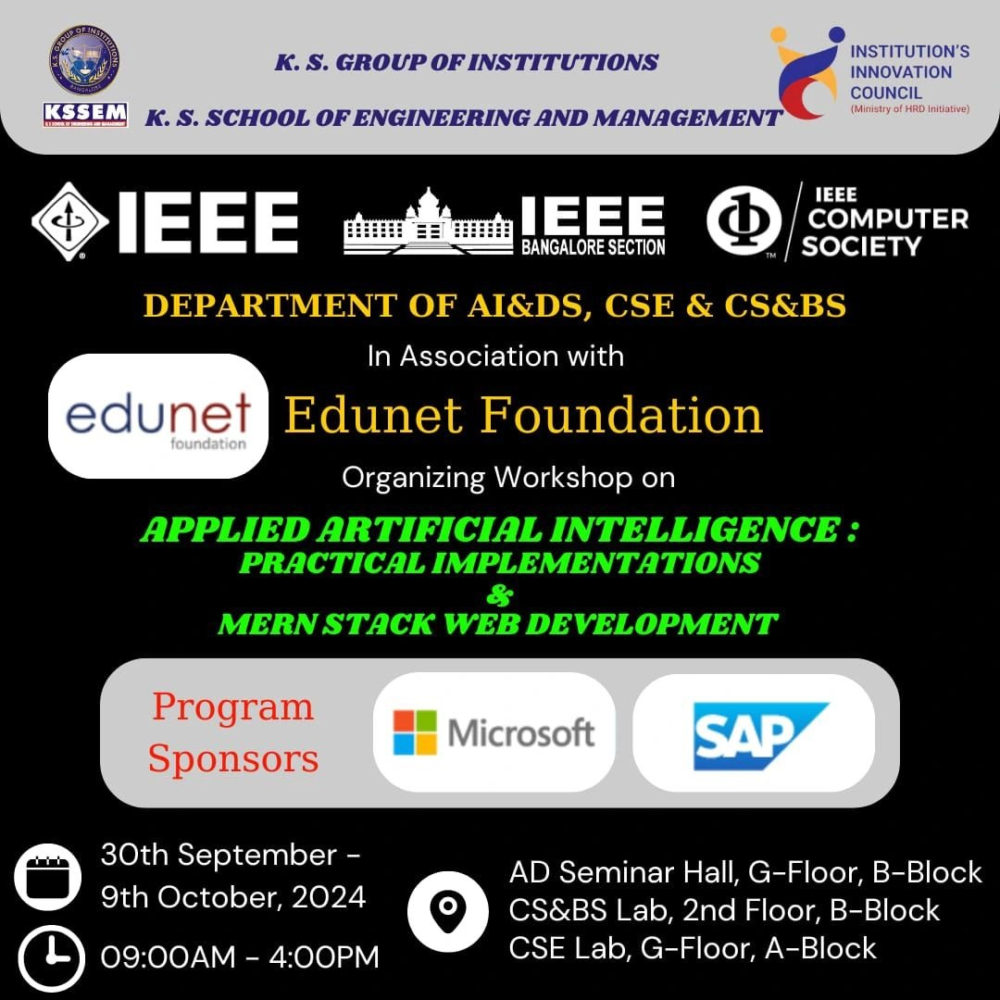 K. S. GROUP OF INSTITUTIONS
BANGALORE
KSSEM
K. S. GROUP OF INSTITUTIONS
K. S. SCHOOL OF ENGINEERING AND MANAGEMENT
INSTITUTION'S
INNOVATION
COUNCIL
(Ministry of HRD Initiative)
IEEE
IEEE
BANGALORE SECTION
IEEE
COMPUTER
SOCIETY
DEPARTMENT OF AI&DS, CSE & CS&BS
In Association with
edunet
foundation
Edunet Foundation
Organizing Workshop on
APPLIED ARTIFICIAL INTELLIGENCE :
PRACTICAL IMPLEMENTATIONS
&
MERN STACK WEB DEVELOPMENT
Program
Sponsors
Microsoft
SAP
30th September -
9th October, 2024
09:00AM - 4:00PM
AD Seminar Hall, G-Floor, B-Block
CS&BS Lab, 2nd Floor, B-Block
CSE Lab, G-Floor, A-Block